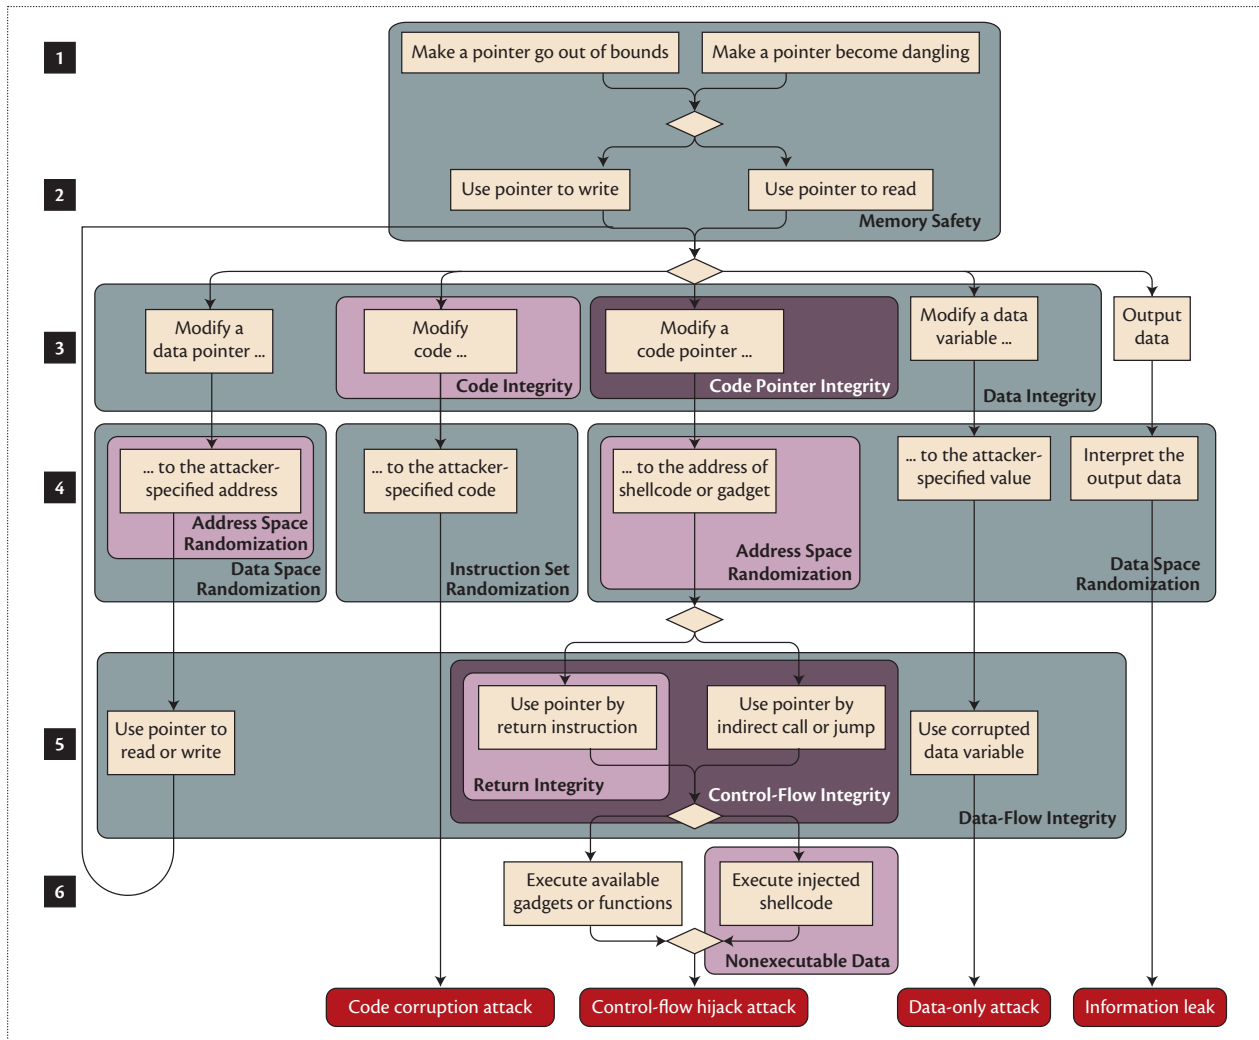 1
Make a pointer go out of bounds
Make a pointer become dangling
2
Use pointer to write
Use pointer to read
Memory Safety
3
Modify a
data pointer ...
Modify
code ...
Code Integrity
Modify a
code pointer ...
Code Pointer Integrity
Modify a data
variable ...
Data Integrity
Output
data
4
... to the attacker-
specified address
Address Space
Randomization
Data Space
Randomization
... to the attacker-
specified code
Instruction Set
Randomization
... to the address of
shellcode or gadget
Address Space
Randomization
... to the attacker-
specified value
Interpret the
output data
Data Space
Randomization
5
Use pointer to
read or write
Use pointer by
return instruction
Return Integrity
Use pointer by
indirect call or jump
Control-Flow Integrity
Use corrupted
data variable
Data-Flow Integrity
6
Execute available
gadgets or functions
Execute injected
shellcode
Nonexecutable Data
Code corruption attack
Control-flow hijack attack
Data-only attack
Information leak